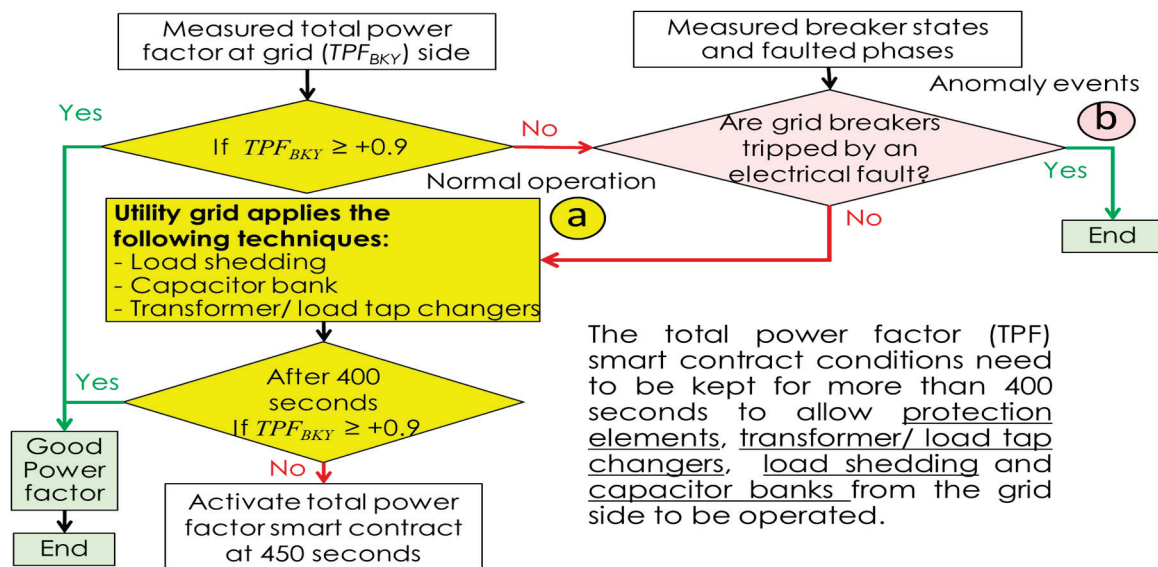 Measured total power
factor at grid (TPF_BKY) side
Measured breaker states
and faulted phases
Anomaly events
b
Yes
If TPF_BKY ≥ +0.9
No
Are grid breakers
tripped by an
electrical fault?
Yes
End
No
Normal operation
a
Utility grid applies the
following techniques:
- Load shedding
- Capacitor bank
- Transformer/ load tap changers
Yes
After 400
seconds
If TPF_BKY ≥ +0.9
Good
Power
factor
End
No
Activate total power
factor smart contract
at 450 seconds
The total power factor (TPF)
smart contract conditions need
to be kept for more than 400
seconds to allow protection
elements, transformer/ load tap
changers, load shedding and
capacitor banks from the grid
side to be operated.